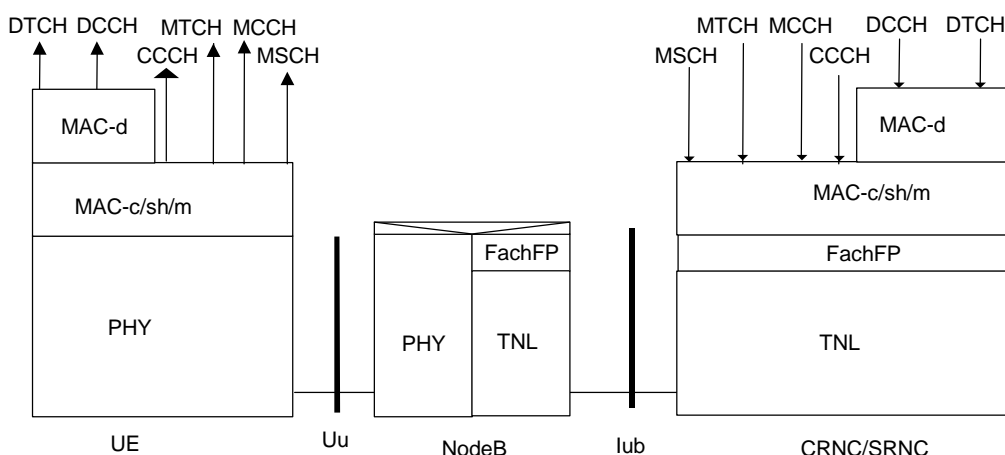 DTCH DCCH MTCH MCCH
CCCH MSCH
MTCH MCCH DCCH DTCH
MSCH CCCH
MAC-d
MAC-d
MAC-c/sh/m
MAC-c/sh/m
FachFP
FachFP
PHY
PHY
TNL
TNL
UE
Uu
NodeB
Iub
CRNC/SRNC